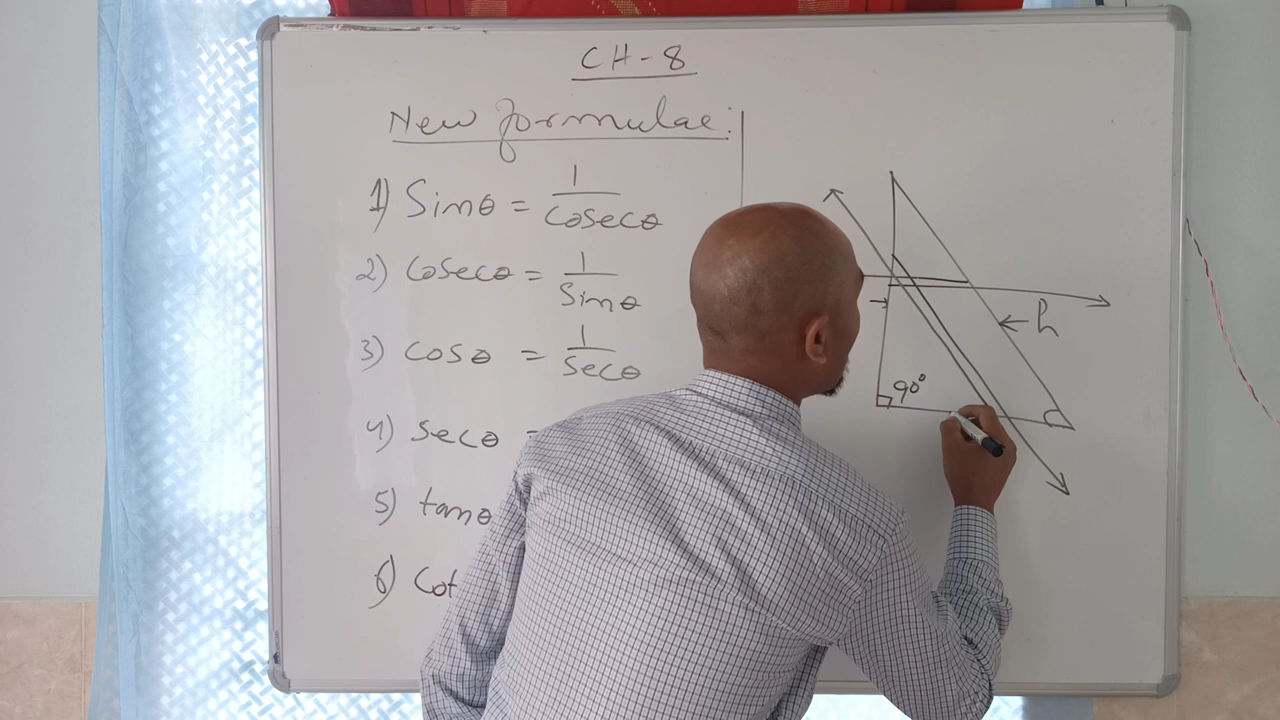 CH-8
New formulae:
1) Sinθ = 1/cosecθ
2) Cosecθ = 1/Sinθ
3) Cosθ = 1/Secθ
4) Secθ =
5) tanθ
6) Cot
h
90°